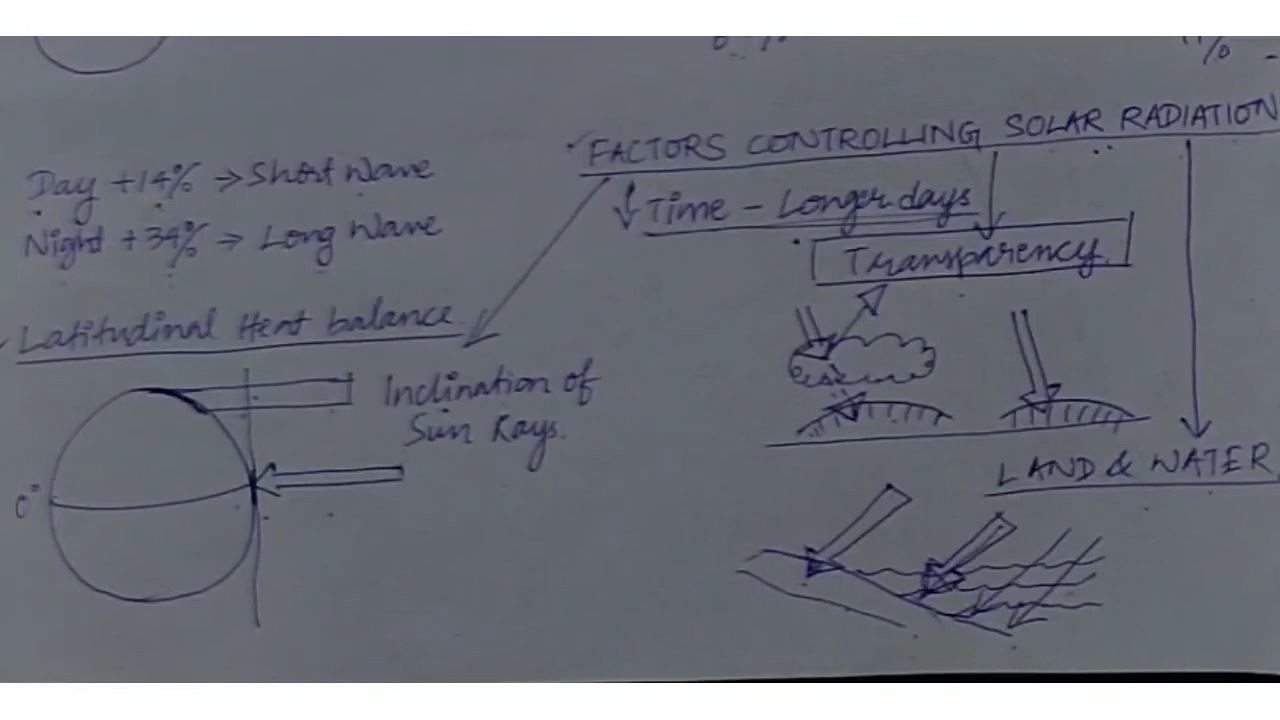 FACTORS CONTROLLING SOLAR RADIATION
Day +14% → Short Wave
Night +34% → Long Wave
Time - Longer days
Transparency
Latitudinal Heat balance
Inclination of
Sun Rays.
0°
LAND & WATER